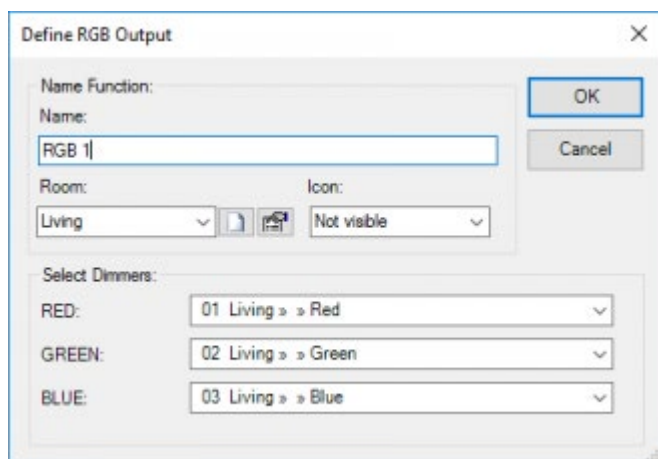 Define RGB Output
Name Function:
OK
Name:
RGB 1
Cancel
Room: Icon:
Living Not visible
Select Dimmers:
RED: 01 Living » » Red
GREEN: 02 Living » » Green
BLUE: 03 Living » » Blue